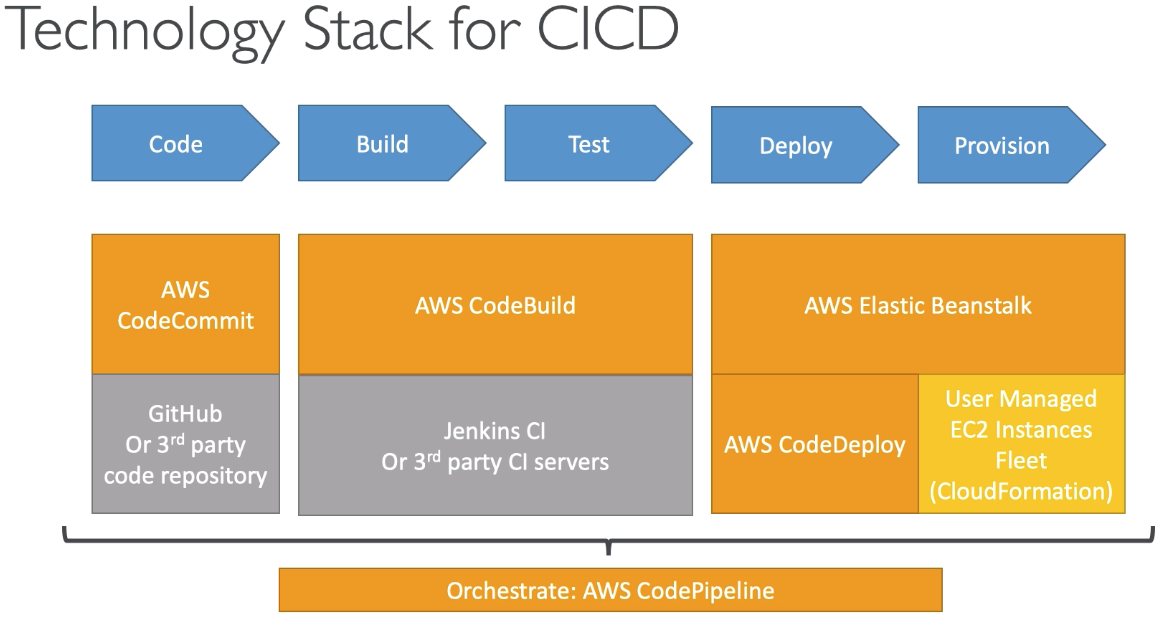 Technology Stack for CICD
Code
Build
Test
Deploy
Provision
AWS
CodeCommit
AWS CodeBuild
AWS Elastic Beanstalk
GitHub
Or 3rd party
code repository
Jenkins CI
Or 3rd party CI servers
AWS CodeDeploy
User Managed
EC2 Instances
Fleet
(CloudFormation)
Orchestrate: AWS CodePipeline